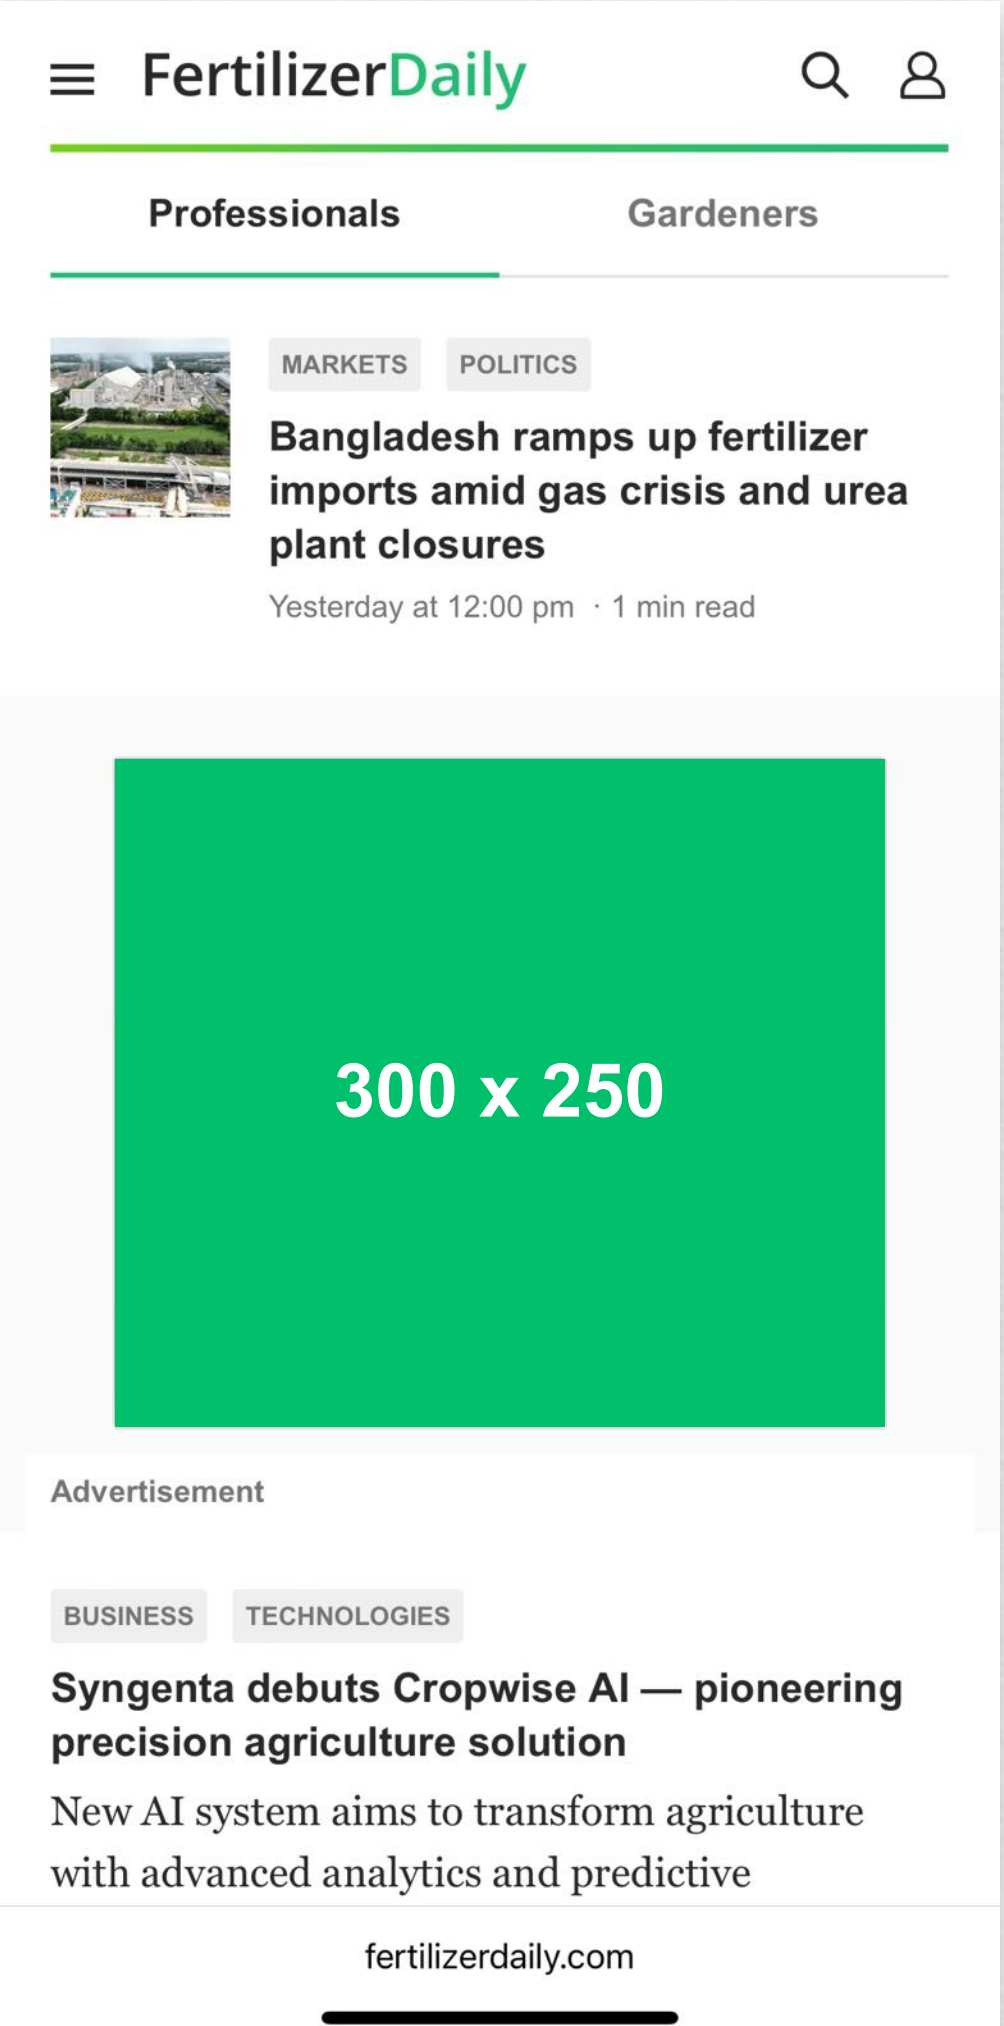 FertilizerDaily
Professionals
Gardeners
MARKETS
POLITICS
Bangladesh ramps up fertilizer
imports amid gas crisis and urea
plant closures
Yesterday at 12:00 pm · 1 min read
300 x 250
Advertisement
BUSINESS
TECHNOLOGIES
Syngenta debuts Cropwise AI — pioneering
precision agriculture solution
New AI system aims to transform agriculture
with advanced analytics and predictive
fertilizerdaily.com